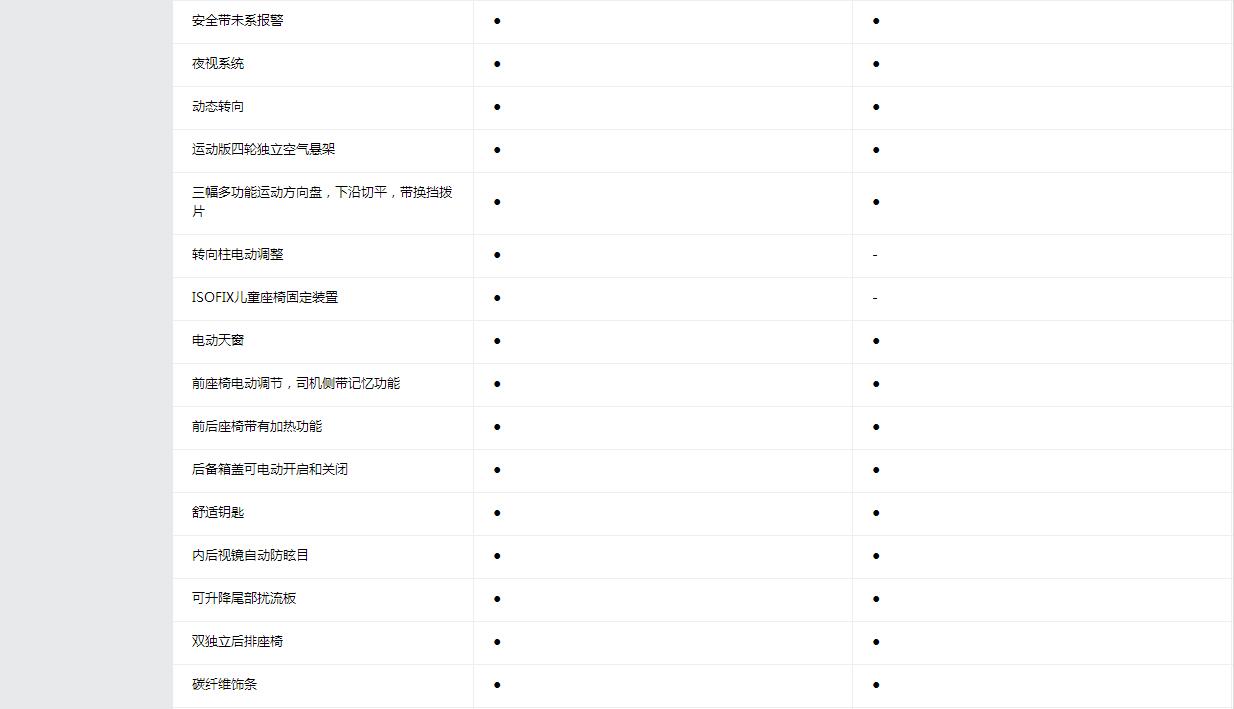 安全带未系报警 ● ●
夜视系统 ● ●
动态转向 ● ●
运动版四轮独立空气悬架 ● ●
三幅多功能运动方向盘，下沿切平，带换挡拨 ● ●
片
转向柱电动调整 ● -
ISOFIX儿童座椅固定装置 ● -
电动天窗 ● ●
前座椅电动调节，司机侧带记忆功能 ● ●
前后座椅带有加热功能 ● ●
后备箱盖可电动开启和关闭 ● ●
舒适钥匙 ● ●
内后视镜自动防眩目 ● ●
可升降尾部扰流板 ● ●
双独立后排座椅 ● ●
碳纤维饰条 ● ●